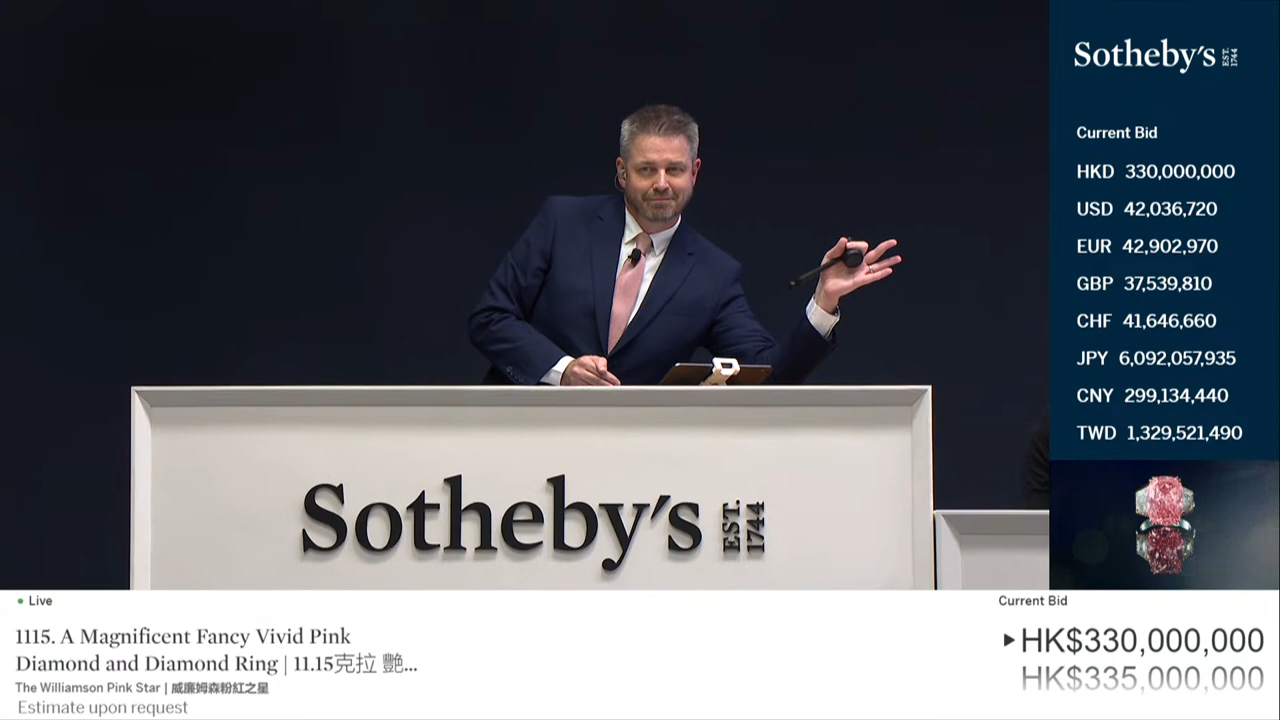 Sotheby's EST. 1744
Current Bid
HKD 330,000,000
USD 42,036,720
EUR 42,902,970
GBP 37,539,810
CHF 41,646,660
JPY 6,092,057,935
CNY 299,134,440
TWD 1,329,521,490
Sotheby's EST. 1744
Live
1115. A Magnificent Fancy Vivid Pink
Diamond and Diamond Ring | 11.15克拉 艷...
The Williamson Pink Star | 威廉姆森粉紅之星
Estimate upon request
Current Bid
HK$330,000,000
HK$335,000,000